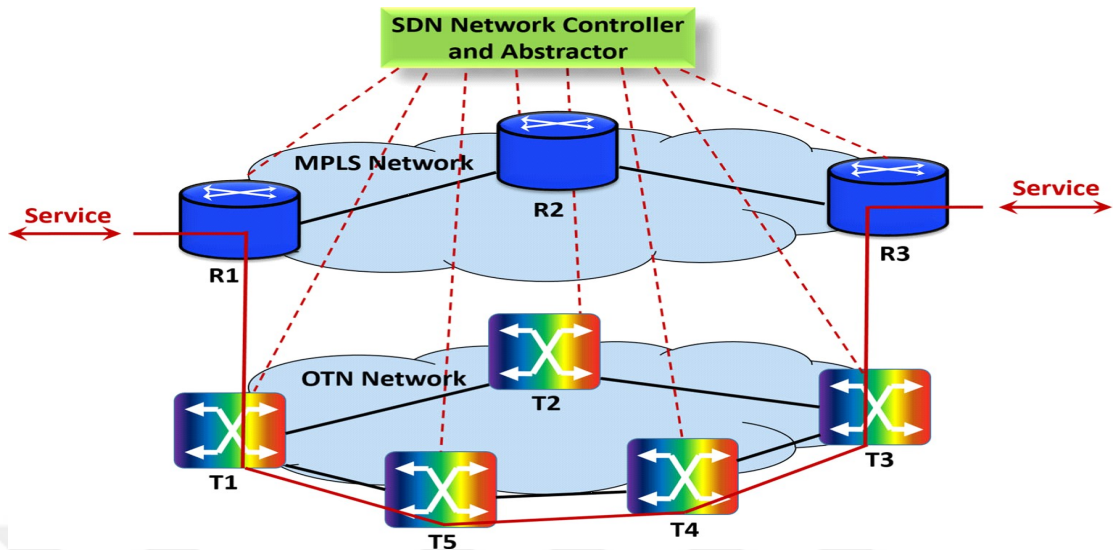 SDN Network Controller
and Abstractor
MPLS Network
R2
Service
Service
R1
R3
OTN Network
T2
T1
T3
T5
T4